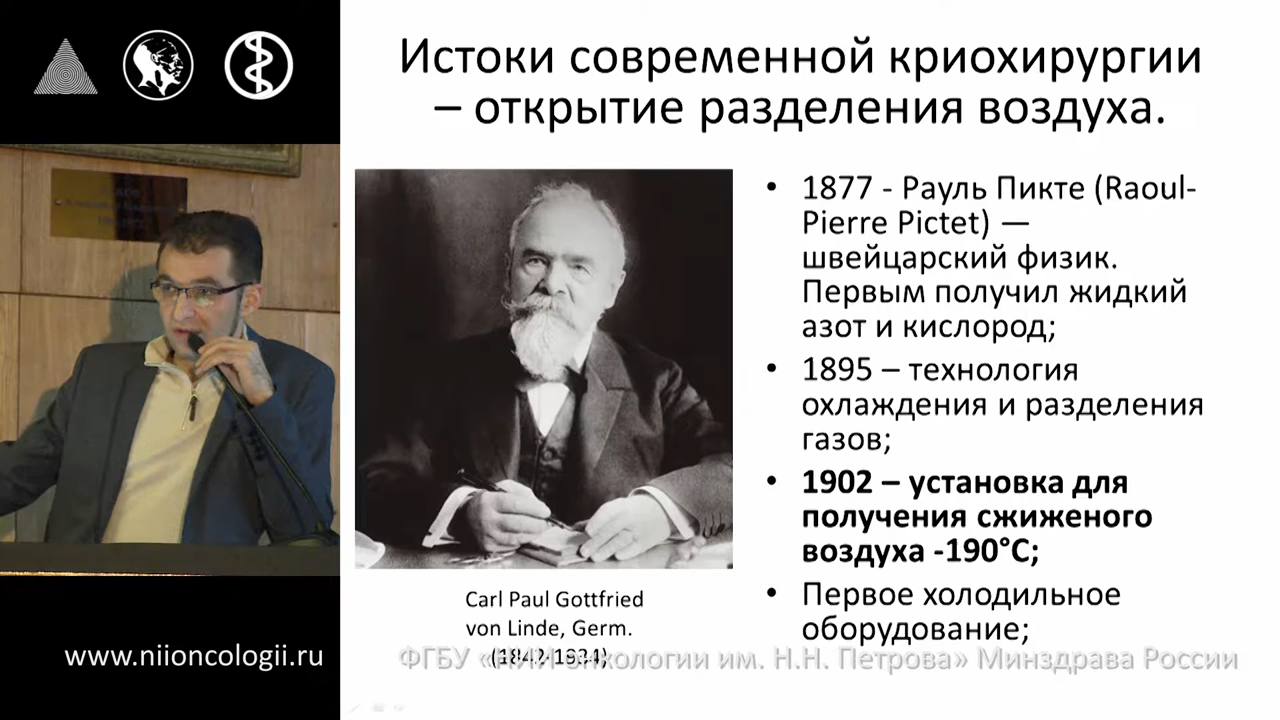 Истоки современной криохирургии
– открытие разделения воздуха.
• 1877 - Рауль Пикте (Raoul-
Pierre Pictet) —
швейцарский физик.
Первым получил жидкий
азот и кислород;
• 1895 – технология
охлаждения и разделения
газов;
• 1902 – установка для
получения сжиженого
воздуха -190°C;
• Первое холодильное
оборудование;
Carl Paul Gottfried
von Linde, Germ.
(1842-1934)
www.niioncologii.ru
ФГБУ «НИИ онкологии им. Н.Н. Петрова» Минздрава России